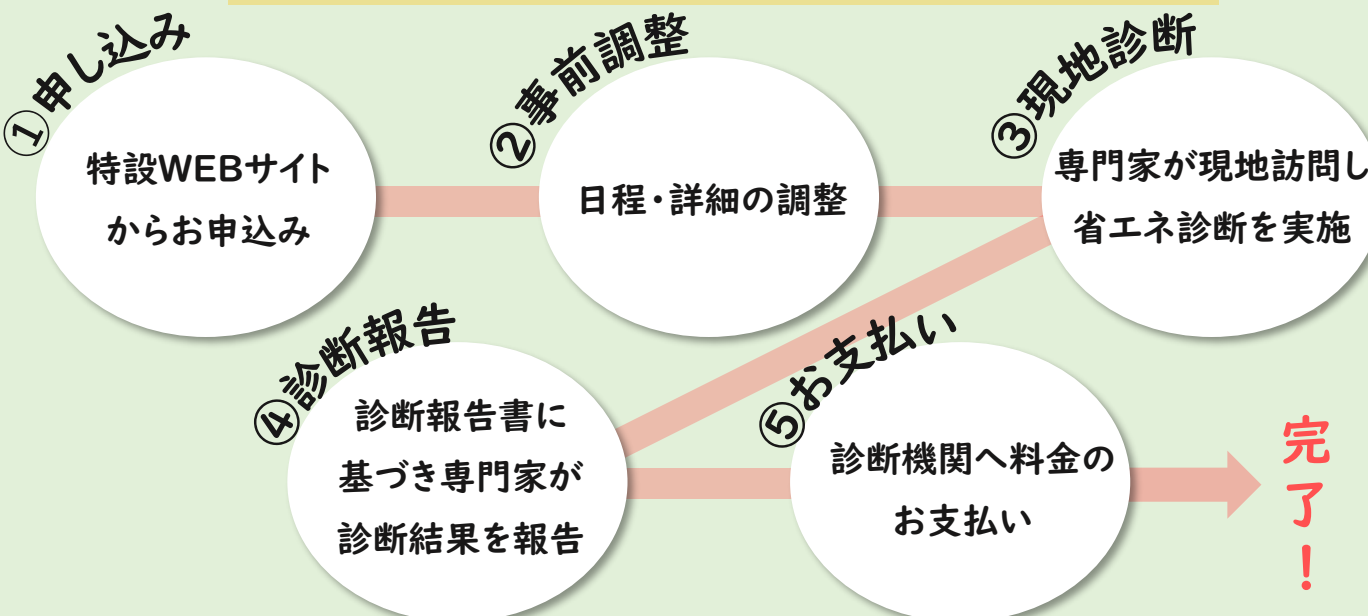 ①申し込み
特設WEBサイト
からお申込み
②事前調整
日程・詳細の調整
③現地診断
専門家が現地訪問し
省エネ診断を実施
④診断報告
診断報告書に
基づき専門家が
診断結果を報告
⑤お支払い
診断機関へ料金の
お支払い
完了！